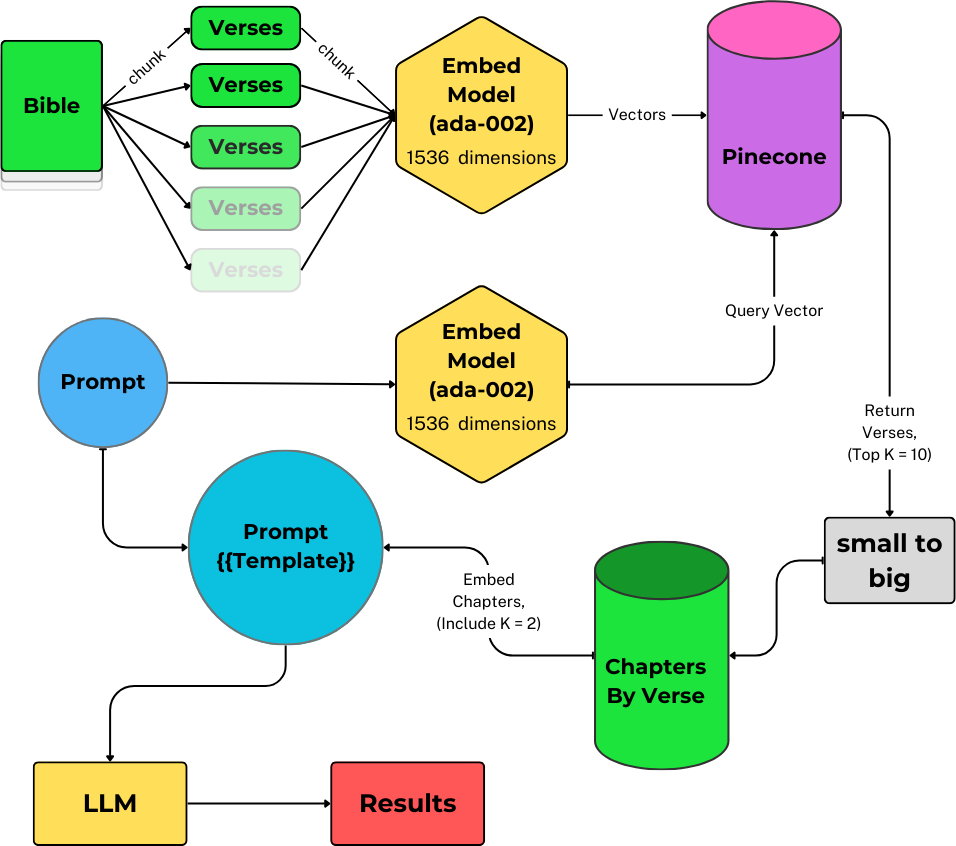 Bible
chunk
Verses
Verses
Verses
Verses
Verses
chunk
Embed
Model
(ada-002)
1536 dimensions
Vectors
Pinecone
Query Vector
Prompt
Embed
Model
(ada-002)
1536 dimensions
Return
Verses,
(Top K = 10)
small to
big
Prompt
{{Template}}
Embed
Chapters,
(Include K = 2)
Chapters
By Verse
LLM
Results